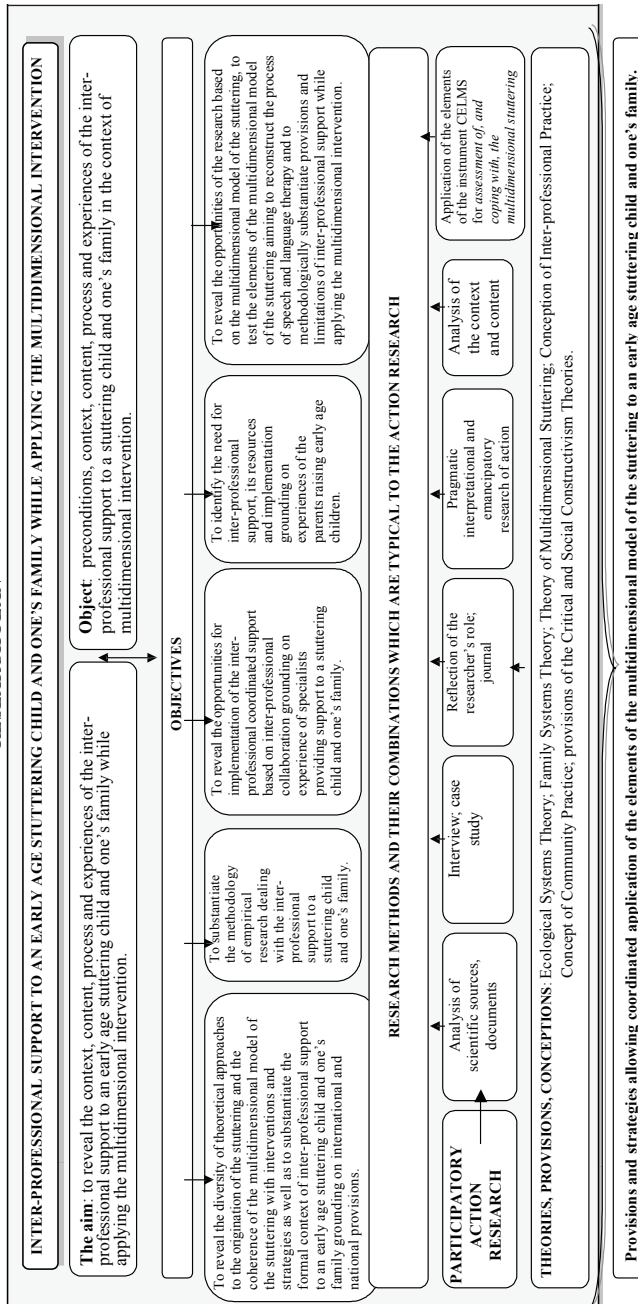 INTER-PROFESSIONAL SUPPORT TO AN EARLY AGE STUTTERING CHILD AND ONE'S FAMILY WHILE APPLYING THE MULTIDIMENSIONAL INTERVENTION
The aim: to reveal the context, content, process and experiences of the inter-
professional support to an early age stuttering child and one's family while
applying the multidimensional intervention.
Object: preconditions, context, content, process and experiences of the inter-
professional support to a stuttering child and one's family in the context of
multidimensional intervention.
OBJECTIVES
To reveal the diversity of theoretical approaches
to the origination of the stuttering and the
coherence of the multidimensional model of
the stuttering with interventions and
strategies as well as to substantiate the
formal context of inter-professional support
to an early age stuttering child and one's
family grounding on international and
national provisions.
To substantiate
the methodology
of empirical
research dealing
with the inter-
professional
support to a
stuttering child
and one's family.
To reveal the opportunities for
implementation of the inter-
professional coordinated support
based on inter-professional
collaboration grounding on
experience of specialists
providing support to a stuttering
child and one's family.
To identify the need for
inter-professional
support, its resources
and implementation
grounding on
experiences of the
parents raising early age
children.
To reveal the opportunities of the research based
on the multidimensional model of the stuttering, to
test the elements of the multidimensional model
of the stuttering aiming to reconstruct the process
of speech and language therapy and to
methodologically substantiate provisions and
limitations of inter-professional support while
applying the multidimensional intervention.
RESEARCH METHODS AND THEIR COMBINATIONS WHICH ARE TYPICAL TO THE ACTION RESEARCH
PARTICIPATORY
ACTION
RESEARCH
Analysis of
scientific sources,
documents
Interview; case
study
Reflection of the
researcher's role;
journal
Pragmatic
interpretational and
emancipatory
research of action
Analysis of
the context
and content
Application of the elements
of the instrument CELMS
for assessment of, and
coping with, the
multidimensional stuttering
THEORIES, PROVISIONS, CONCEPTIONS: Ecological Systems Theory; Family Systems Theory; Theory of Multidimensional Stuttering; Conception of Inter-professional Practice;
Concept of Community Practice; provisions of the Critical and Social Constructivism Theories.
Provisions and strategies allowing coordinated application of the elements of the multidimensional model of the stuttering to an early age stuttering child and one's family.